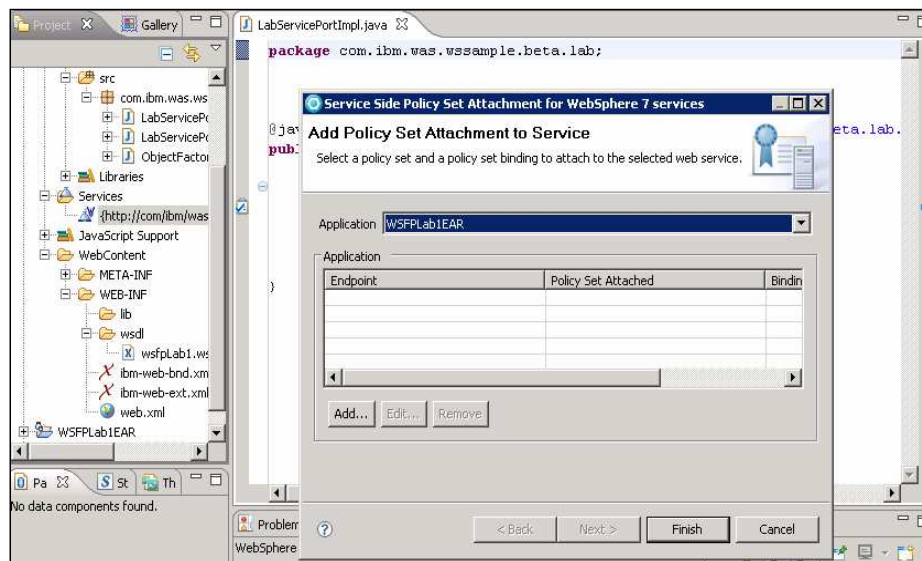 Project
Gallery
LabServicePortImpl.java
src
com.ibm.was.ws
LabServicePo
LabServicePo
ObjectFacto
Libraries
Services
{http://com/ibm/was
JavaScript Support
WebContent
META-INF
WEB-INF
lib
wsdl
wsfpLab1.ws
ibm-web-bnd.xm
ibm-web-ext.xml
web.xml
WSFPLab1EAR
Pa
St
Th
No data components found.
package com.ibm.was.wssample.beta.lab;
@jav
eta.lab.
publ
}
Service Side Policy Set Attachment for WebSphere 7 services
Add Policy Set Attachment to Service
Select a policy set and a policy set binding to attach to the selected web service.
Application WSFPLab1EAR
Application
Endpoint Policy Set Attached Bindin
Add... Edit... Remove
< Back Next > Finish Cancel
Problem
WebSphere